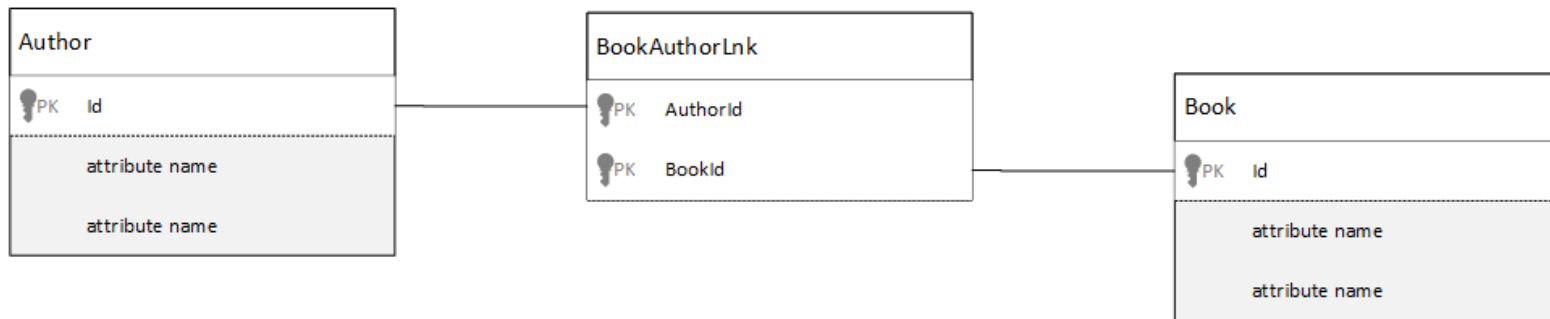 Author
PK Id
attribute name
attribute name
BookAuthorLnk
PK AuthorId
PK BookId
Book
PK Id
attribute name
attribute name